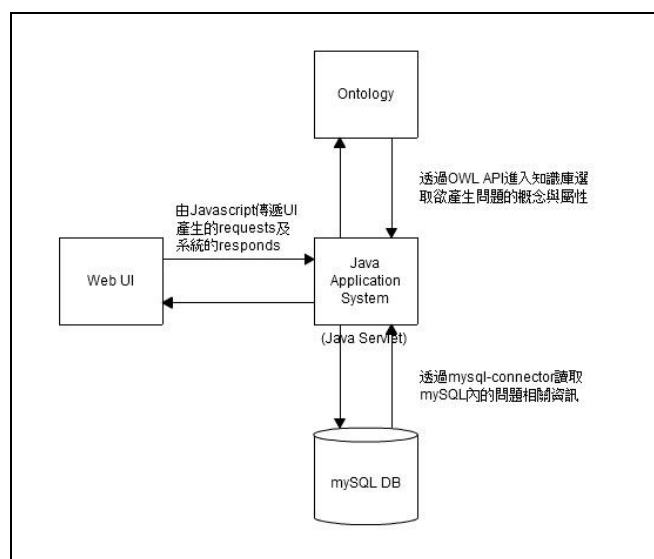 Ontology
透過OWL API進入知識庫選
取欲產生問題的概念與屬性
由Javascript傳遞UI
產生的requests及
系統的responds
Web UI
Java
Application
System
(Java Servlet)
透過mysql-connector讀取
mySQL內的問題相關資訊
mySQL DB